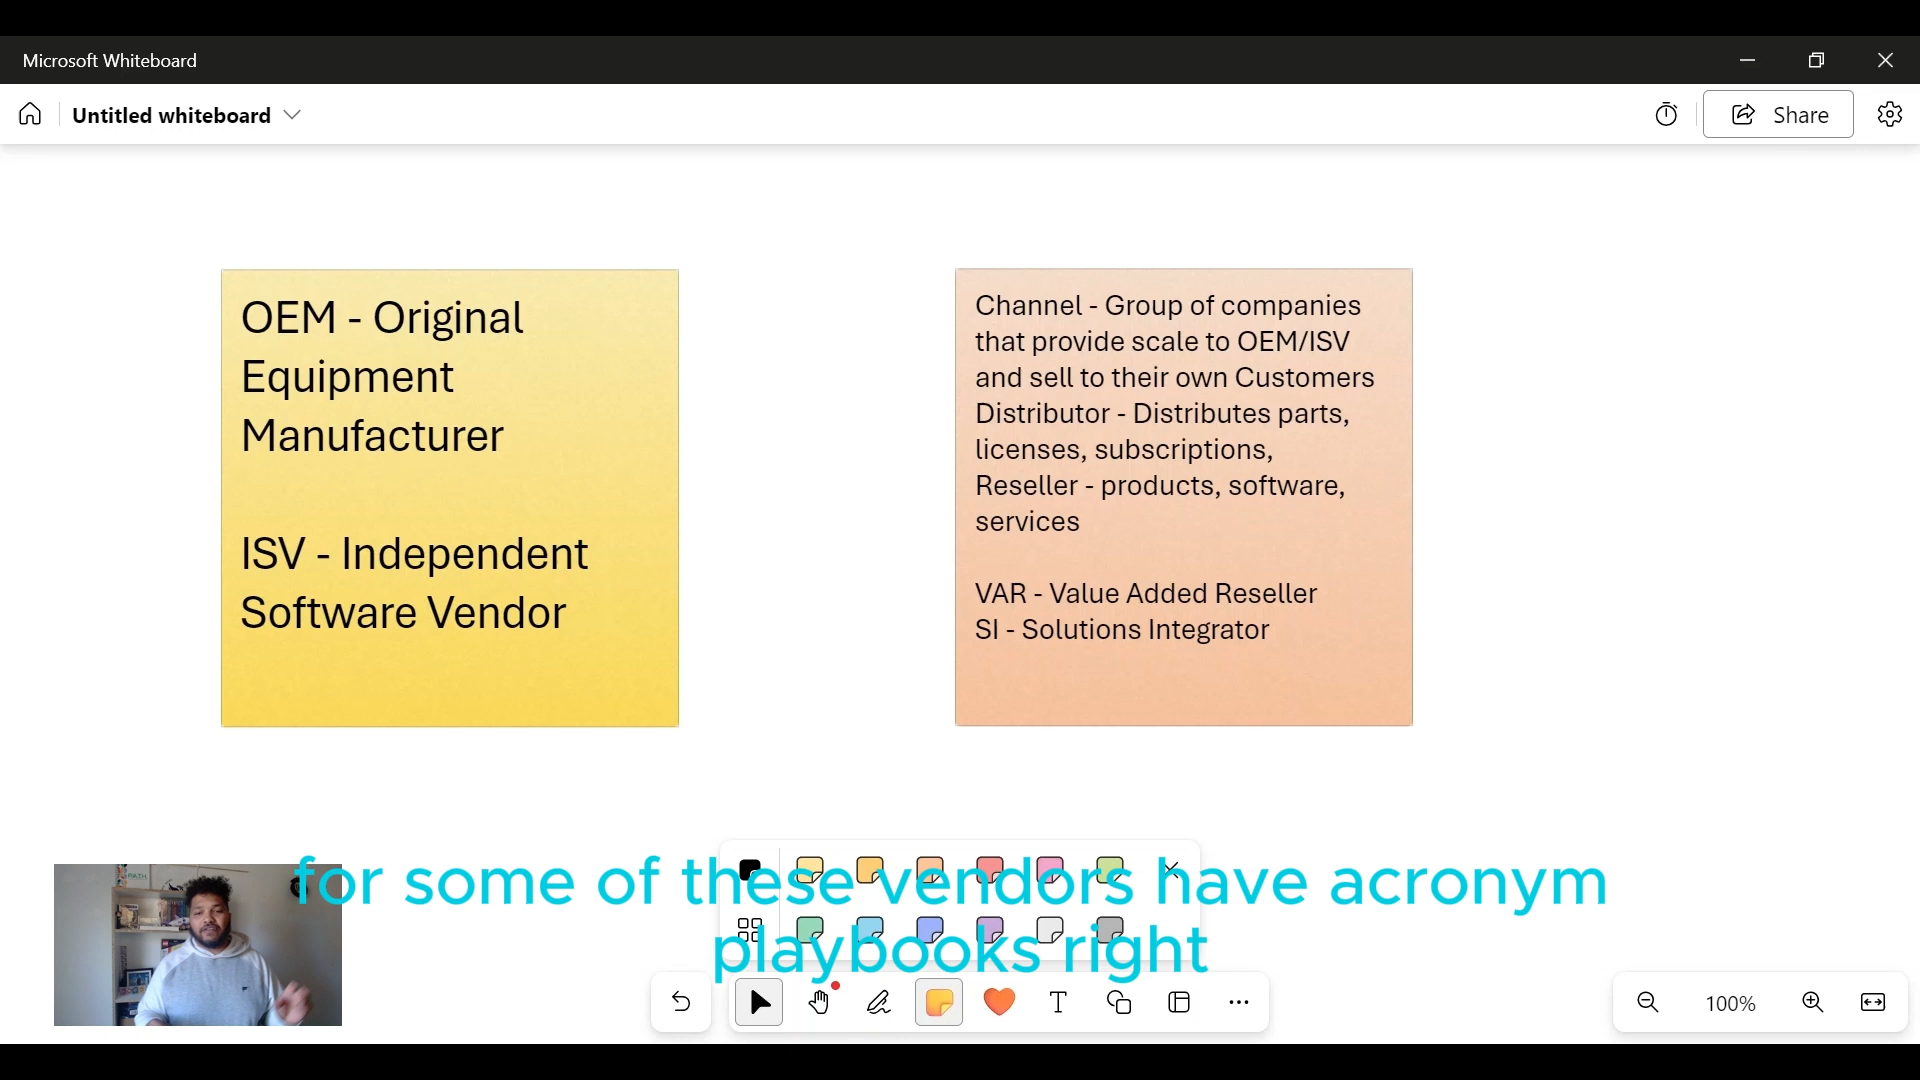 Microsoft Whiteboard
Untitled whiteboard
Share
OEM - Original
Equipment
Manufacturer
ISV - Independent
Software Vendor
Channel - Group of companies
that provide scale to OEM/ISV
and sell to their own Customers
Distributor - Distributes parts,
licenses, subscriptions,
Reseller - products, software,
services
VAR - Value Added Reseller
SI - Solutions Integrator
for some of these vendors have acronym
playbooks right
100%